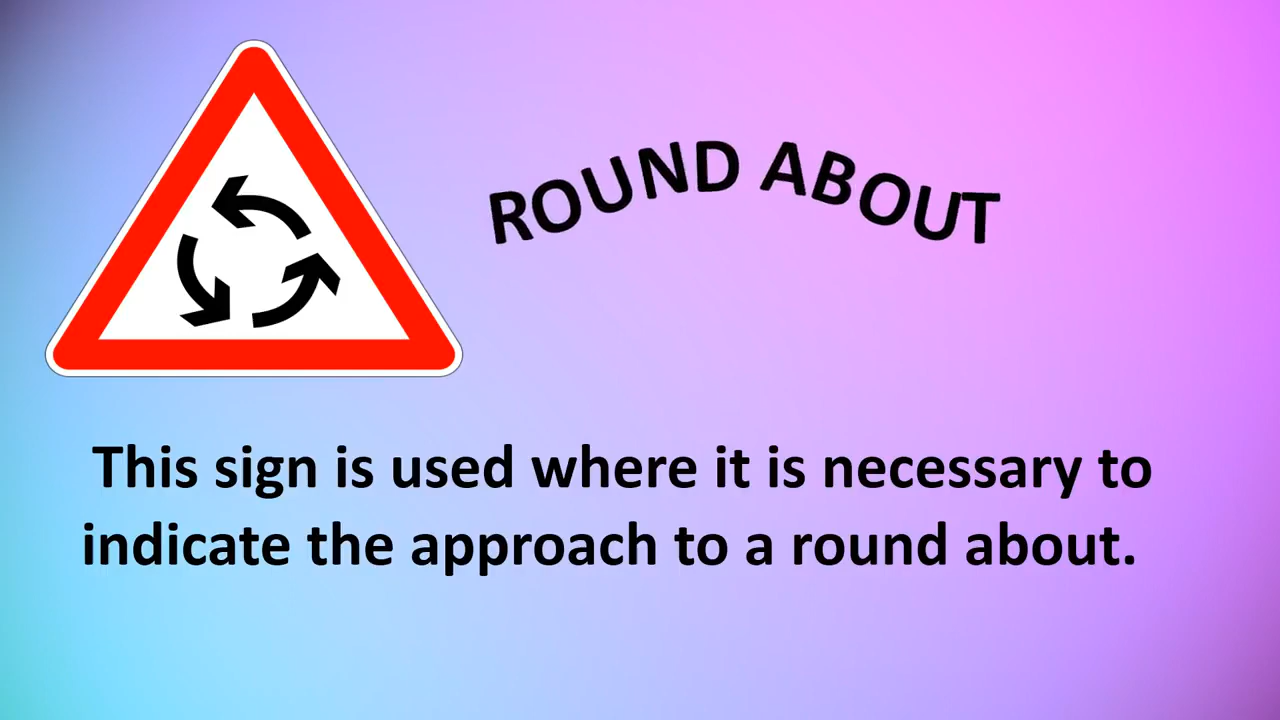 ROUND ABOUT
This sign is used where it is necessary to
indicate the approach to a round about.